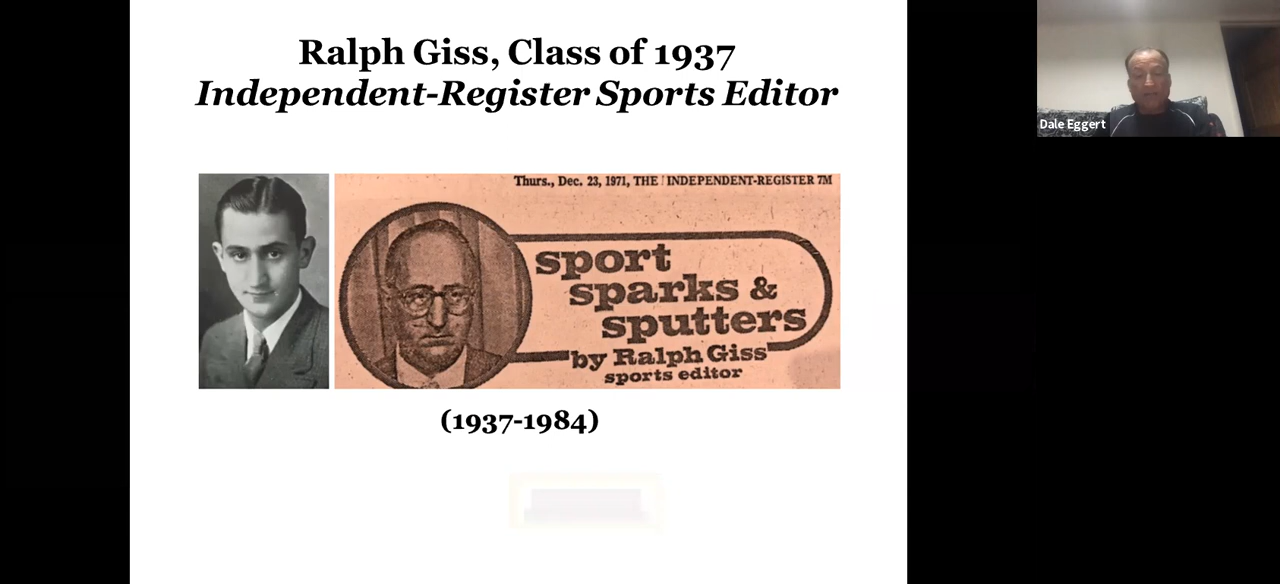 Ralph Giss, Class of 1937
Independent-Register Sports Editor
Dale Eggert
Thurs., Dec. 23, 1971, THE INDEPENDENT-REGISTER 7M
sport
sparks &
sputters
by Ralph Giss
sports editor
(1937-1984)